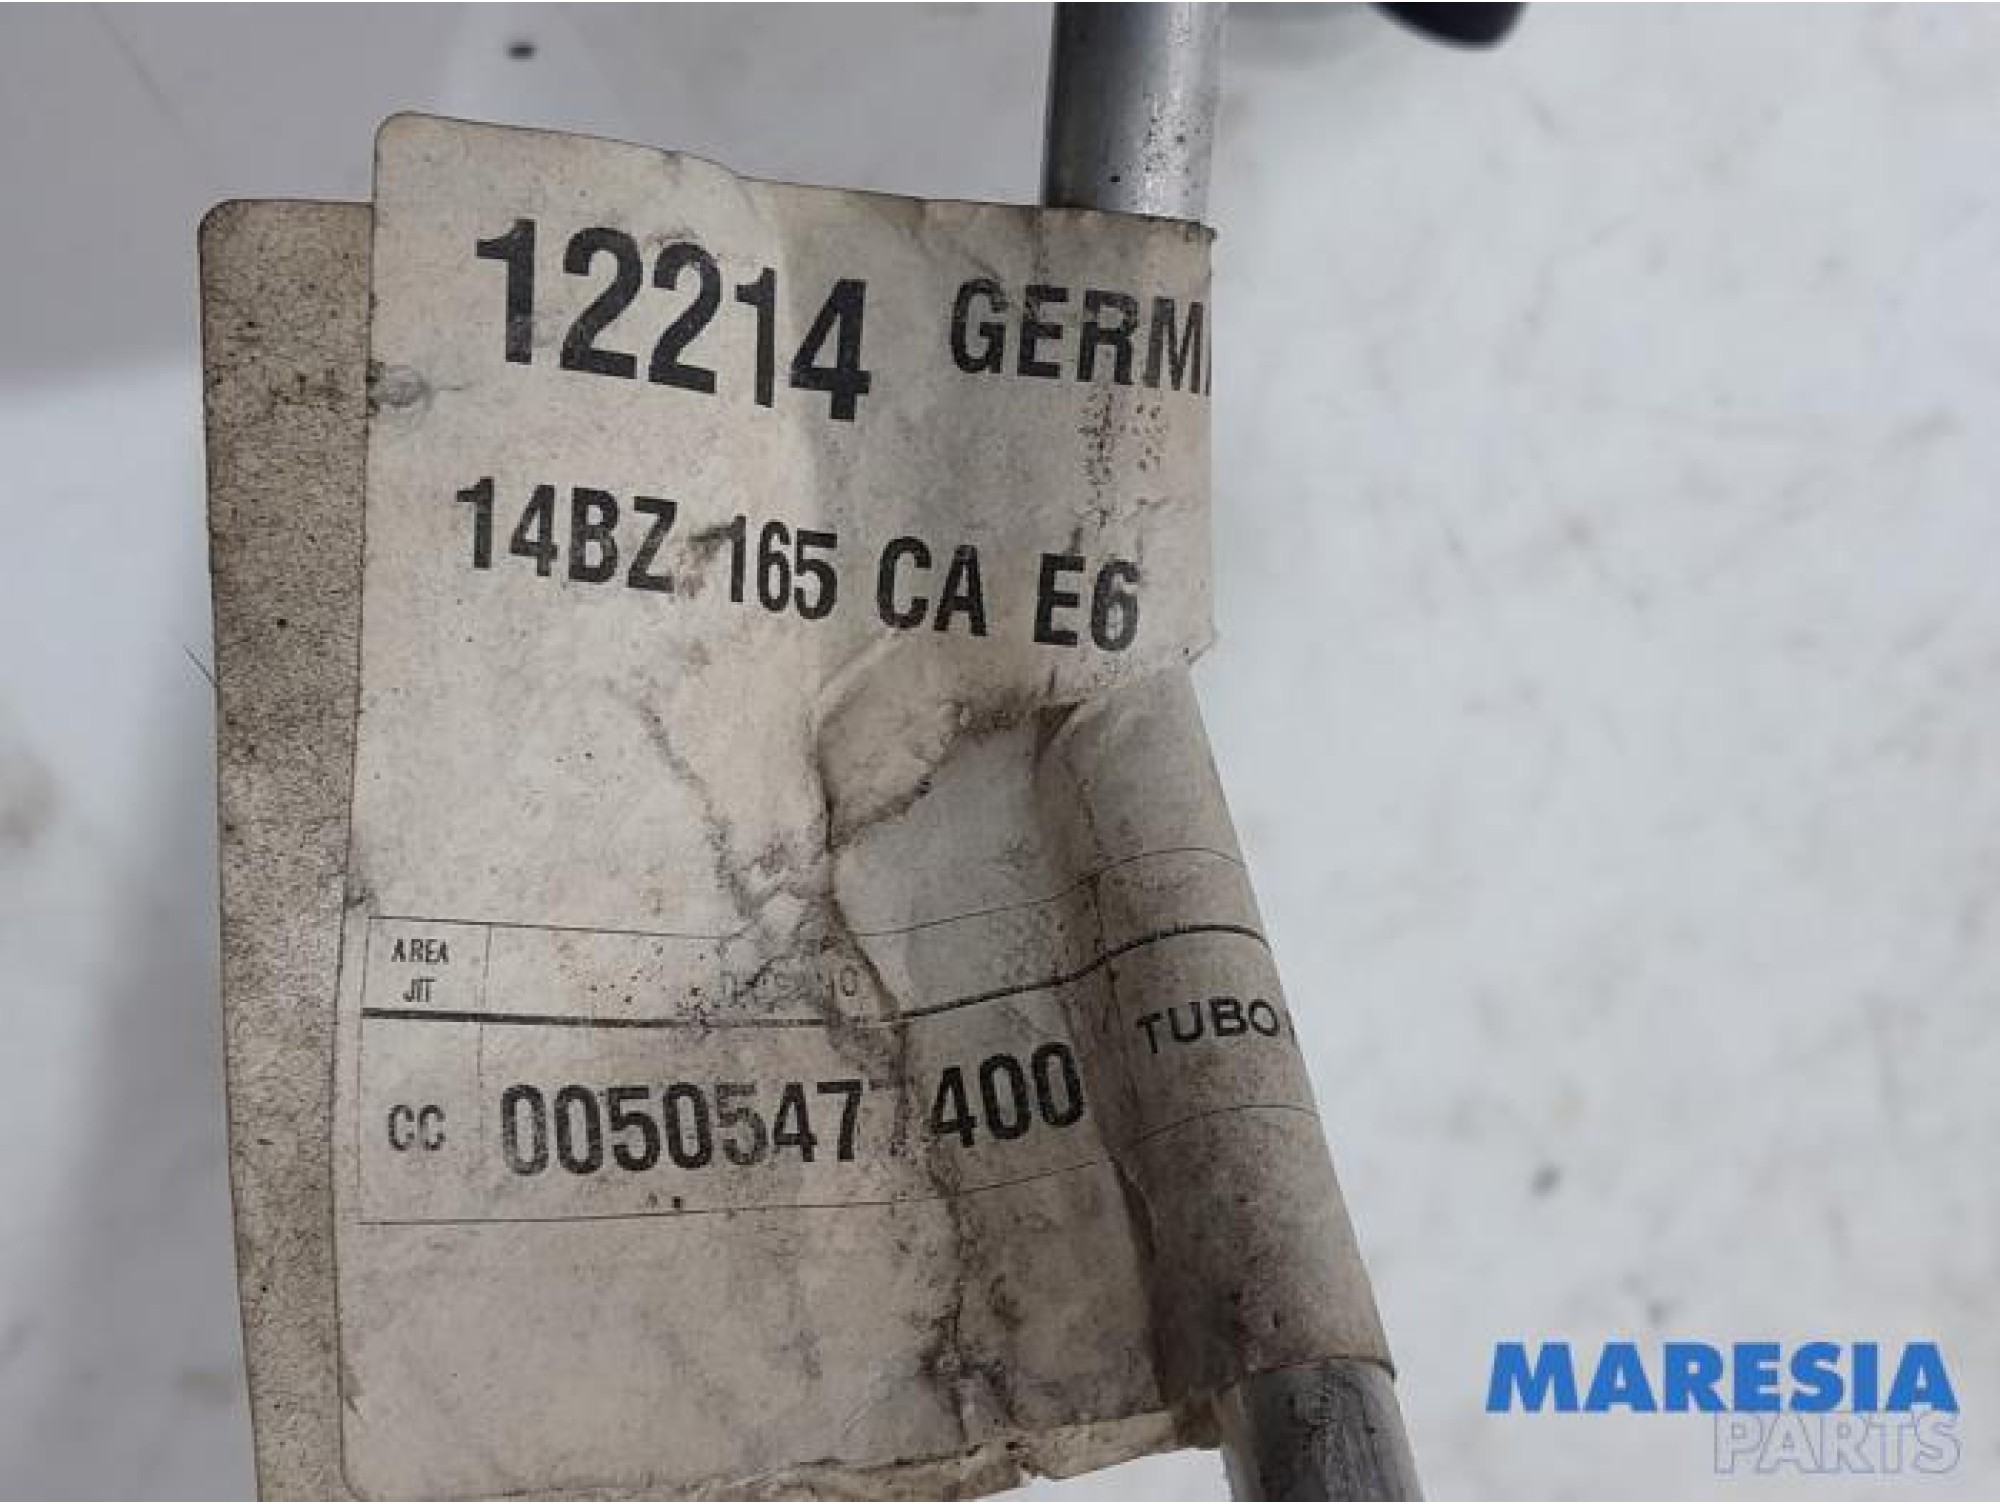 12214 GERM
14BZ 165 CA E6
AREA
JIT
TUBO
CC 0050547 400
MARESIA
PARTS